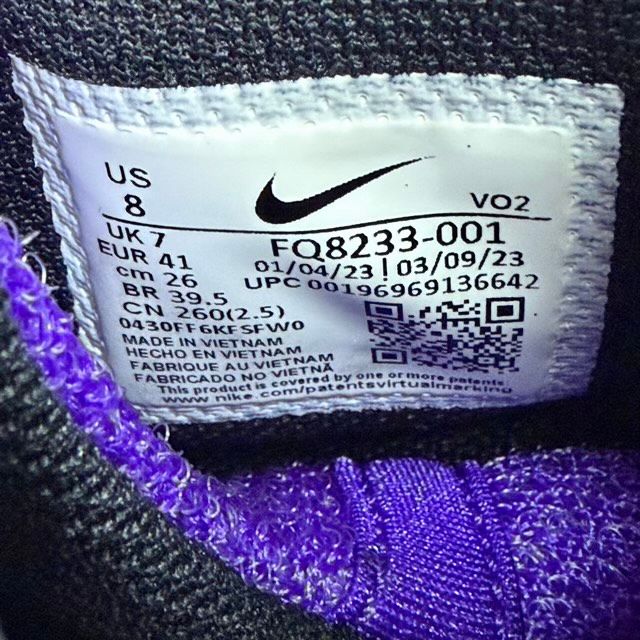 US
8
VO2
UK 7
EUR 41
cm 26
BR 39.5
CN 260(2.5)
FQ8233-001
01/04/23 | 03/09/23
UPC 00196969136642
MADE IN VIETNAM
HECHO EN VIETNAM
FABRIQUE AU VIETNAM
FABRICADO NO VIETNÃ
This product is covered by one or more patents
www.nike.com/